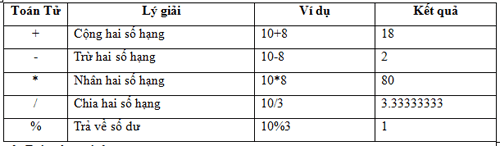 Toán Tử Lý giải Ví dụ Kết quả
+ Cộng hai số hạng 10+8 18
- Trừ hai số hạng 10-8 2
* Nhân hai số hạng 10*8 80
/ Chia hai số hạng 10/3 3.33333333
% Trả về số dư 10%3 1